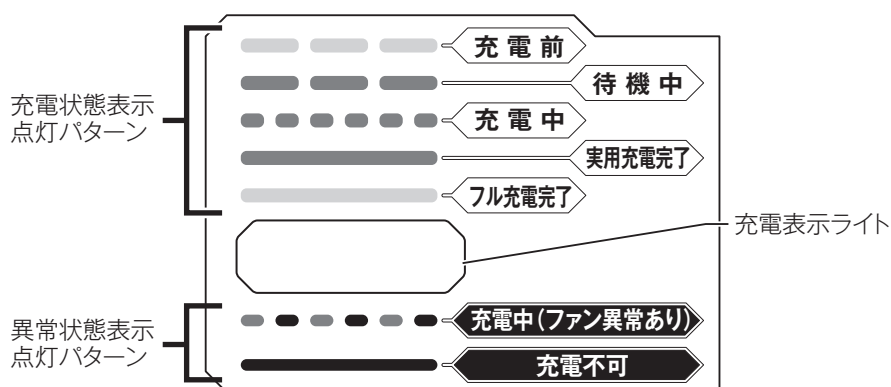 充電状態表示
点灯パターン
充電前
待機中
充電中
実用充電完了
フル充電完了
充電表示ライト
異常状態表示
点灯パターン
充電中(ファン異常あり)
充電不可